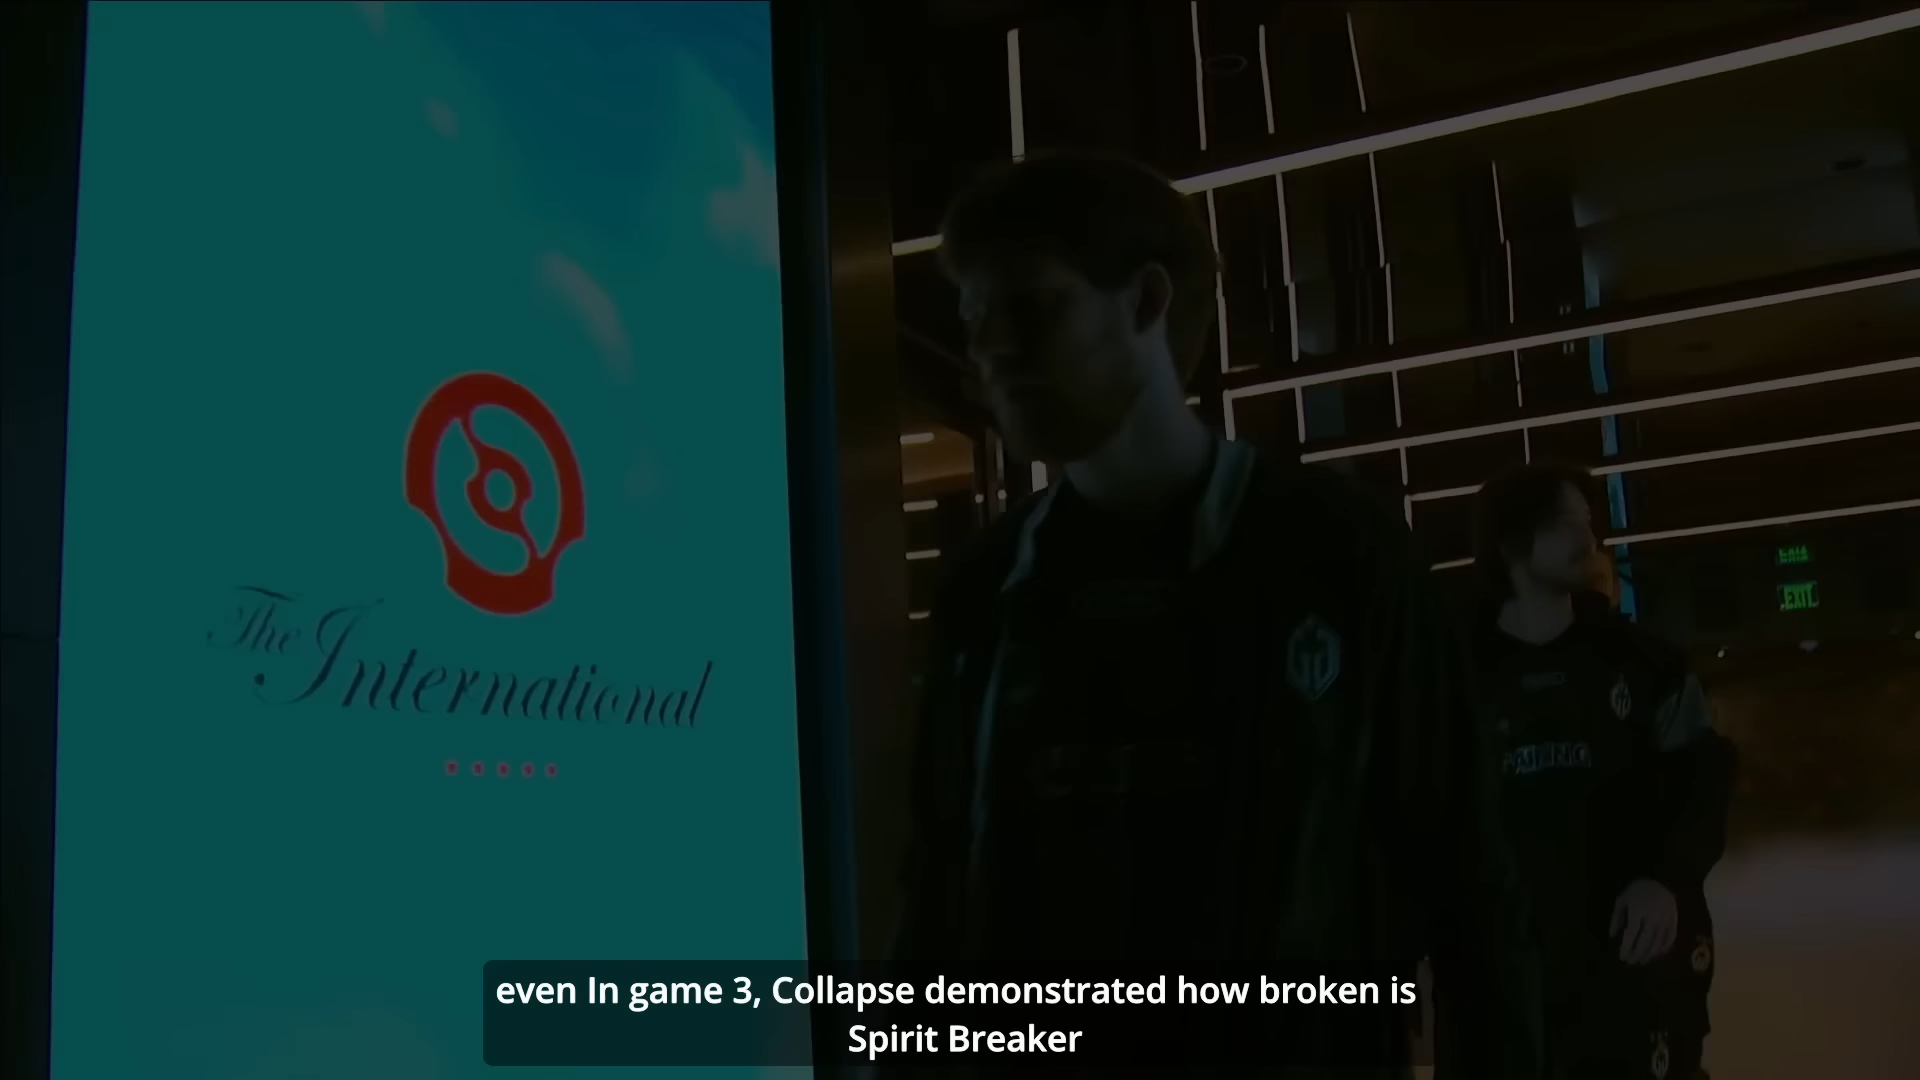 The
International
EXIT
even In game 3, Collapse demonstrated how broken is
Spirit Breaker